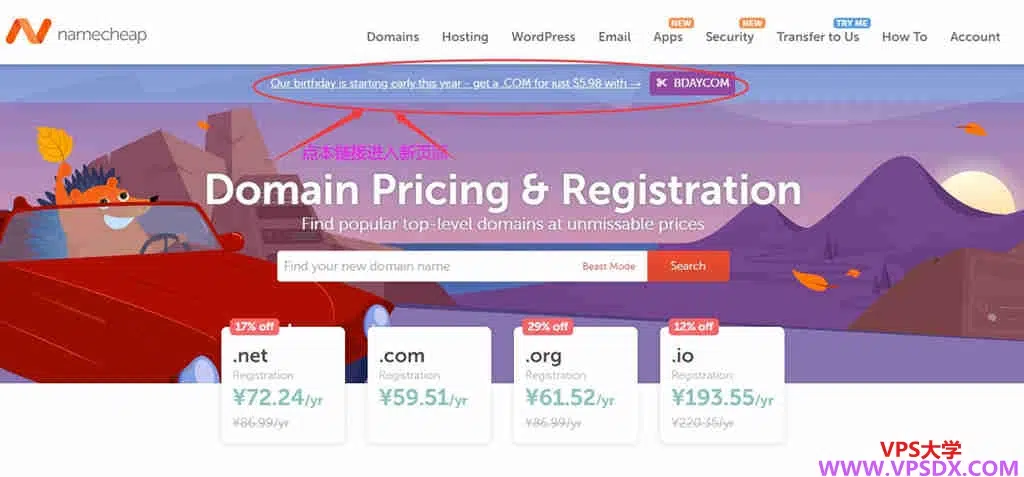 namecheap
Domains Hosting WordPress Email Apps NEW Security NEW Transfer to Us TRY ME How To Account
Our birthday is starting early this year - get a .COM for just $5.98 with → BDAYCOM
点本链接进入新页面
Domain Pricing & Registration
Find popular top-level domains at unmissable prices
Find your new domain name Beast Mode Search
17% off
.net
Registration
¥72.24/yr
¥86.99/yr
.com
Registration
¥59.51/yr
29% off
.org
Registration
¥61.52/yr
¥86.99/yr
12% off
.io
Registration
¥193.55/yr
¥220.35/yr
VPS大学
WWW.VPSDX.COM